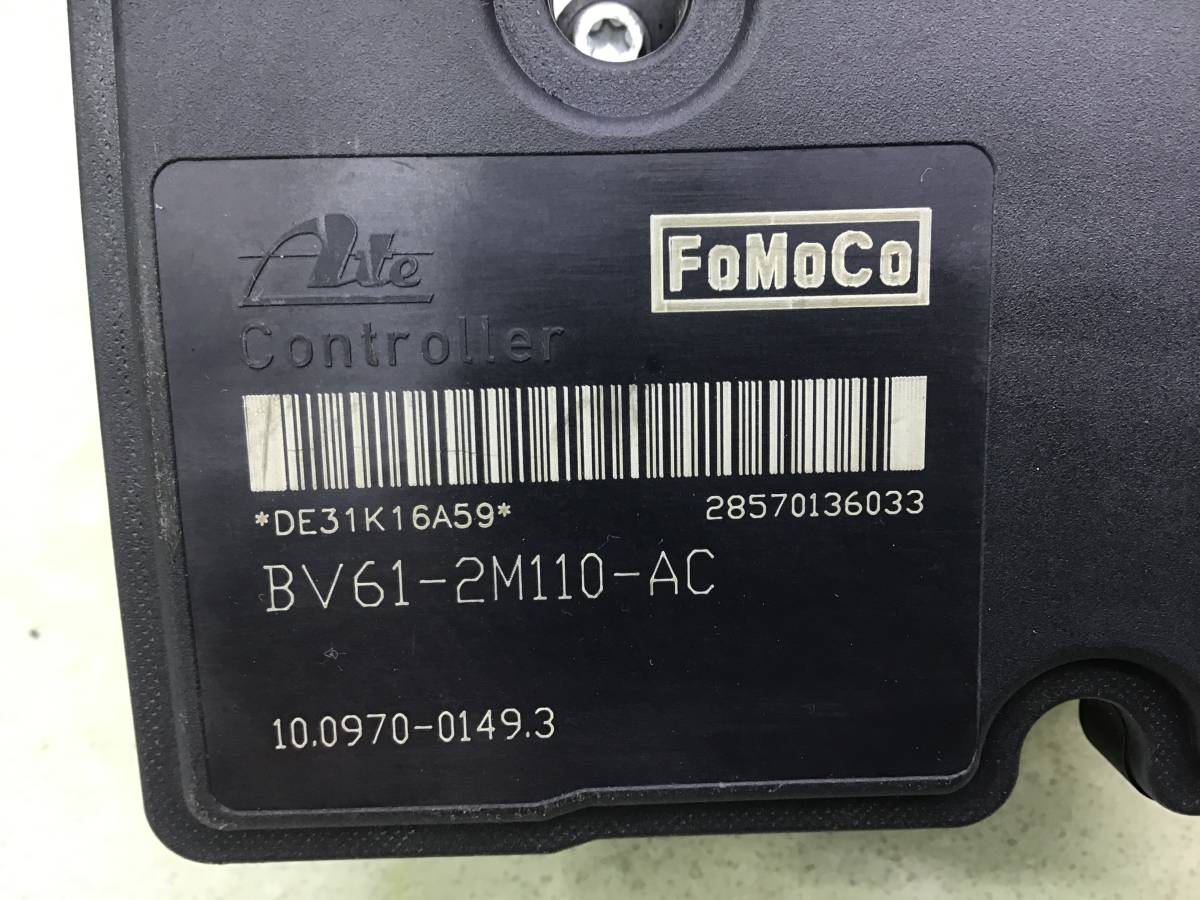 Ate
FoMoCo
Controller
*DE31K16A59* 28570136033
BV61-2M110-AC
10.0970-0149.3